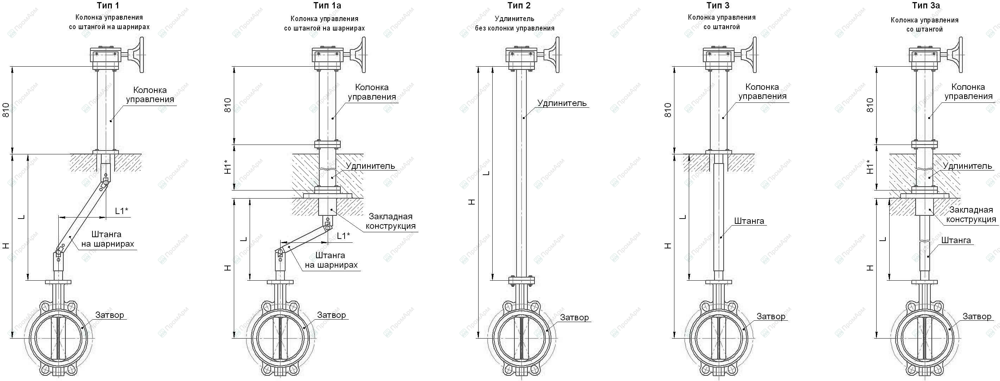 Тип 1
Колонка управления
со штангой на шарнирах
810
Колонка
управления
L
L1*
H
Штанга
на шарнирах
Затвор
Тип 1а
Колонка управления
со штангой на шарнирах
810
Колонка
управления
H1*
Удлинитель
Закладная
конструкция
L
L1*
H
Штанга
на шарнирах
Затвор
Тип 2
Удлинитель
без колонки управления
Удлинитель
L
H
Затвор
Тип 3
Колонка управления
со штангой
810
Колонка
управления
L
Штанга
H
Затвор
Тип 3а
Колонка управления
со штангой
810
Колонка
управления
H1*
Удлинитель
Закладная
конструкция
L
Штанга
H
Затвор
ПромАрм